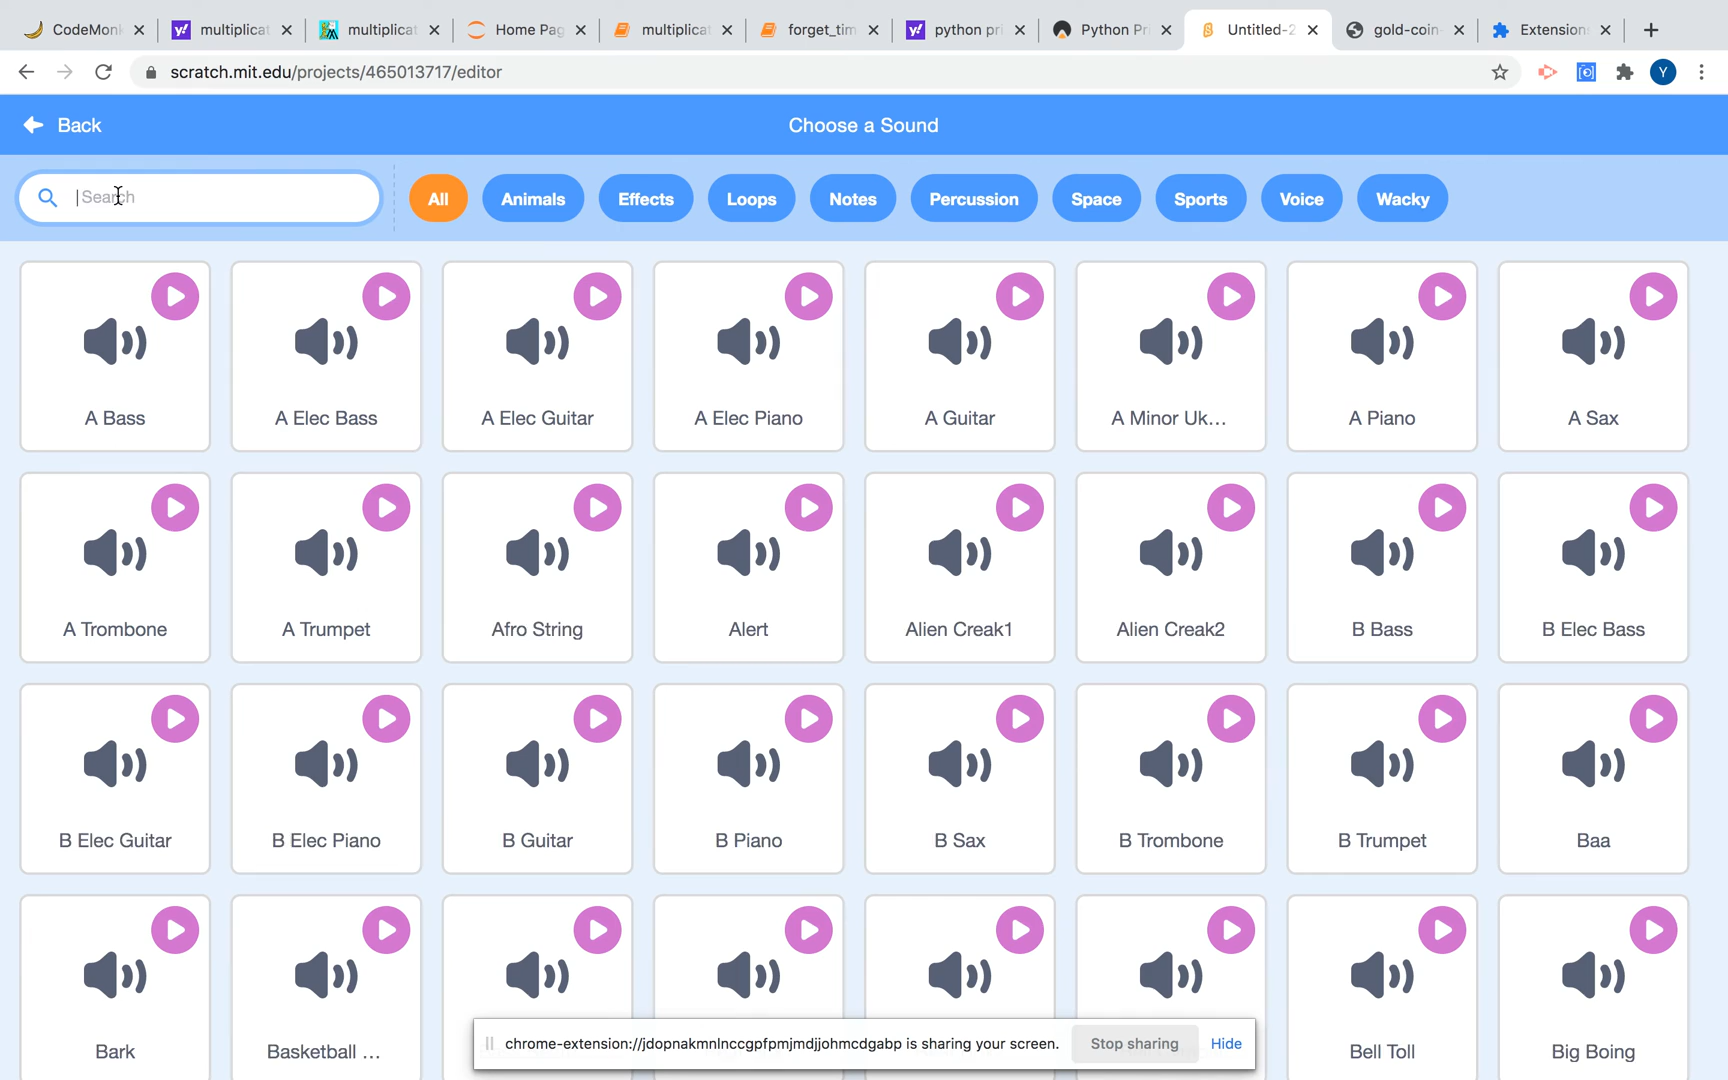 CodeMonk
multiplicat
multiplicat
Home Pag
multiplicat
forget_tim
python pri
Python Pri
Untitled-2
gold-coin-
Extensions
scratch.mit.edu/projects/465013717/editor
Y
Back
Choose a Sound
Search
All
Animals
Effects
Loops
Notes
Percussion
Space
Sports
Voice
Wacky
A Bass
A Elec Bass
A Elec Guitar
A Elec Piano
A Guitar
A Minor Uk...
A Piano
A Sax
A Trombone
A Trumpet
Afro String
Alert
Alien Creak1
Alien Creak2
B Bass
B Elec Bass
B Elec Guitar
B Elec Piano
B Guitar
B Piano
B Sax
B Trombone
B Trumpet
Baa
Bark
Basketball ...
Bell Toll
Big Boing
chrome-extension://jdopnakmnlnccgpfpmjmdjjohmcdgabp is sharing your screen.
Stop sharing
Hide